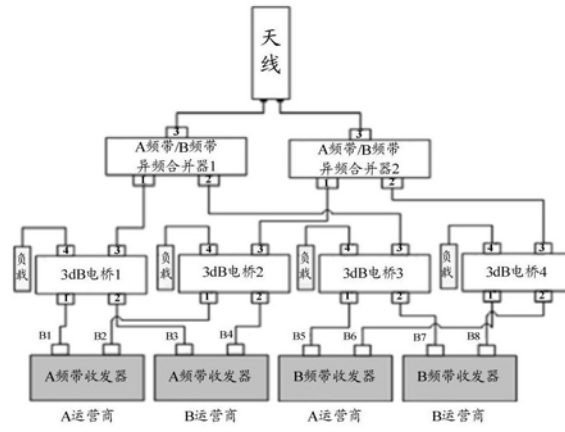 天
线
3
3
A频带/B频带
异频合并器1
A频带/B频带
异频合并器2
1
2
1
2
4
3
4
3
4
3
4
3
负载
3dB电桥1
负载
3dB电桥2
负载
3dB电桥3
负载
3dB电桥4
1
2
1
2
1
2
1
2
B1
B2
B3
B4
B5
B6
B7
B8
A频带收发器
A频带收发器
B频带收发器
B频带收发器
A运营商
B运营商
A运营商
B运营商